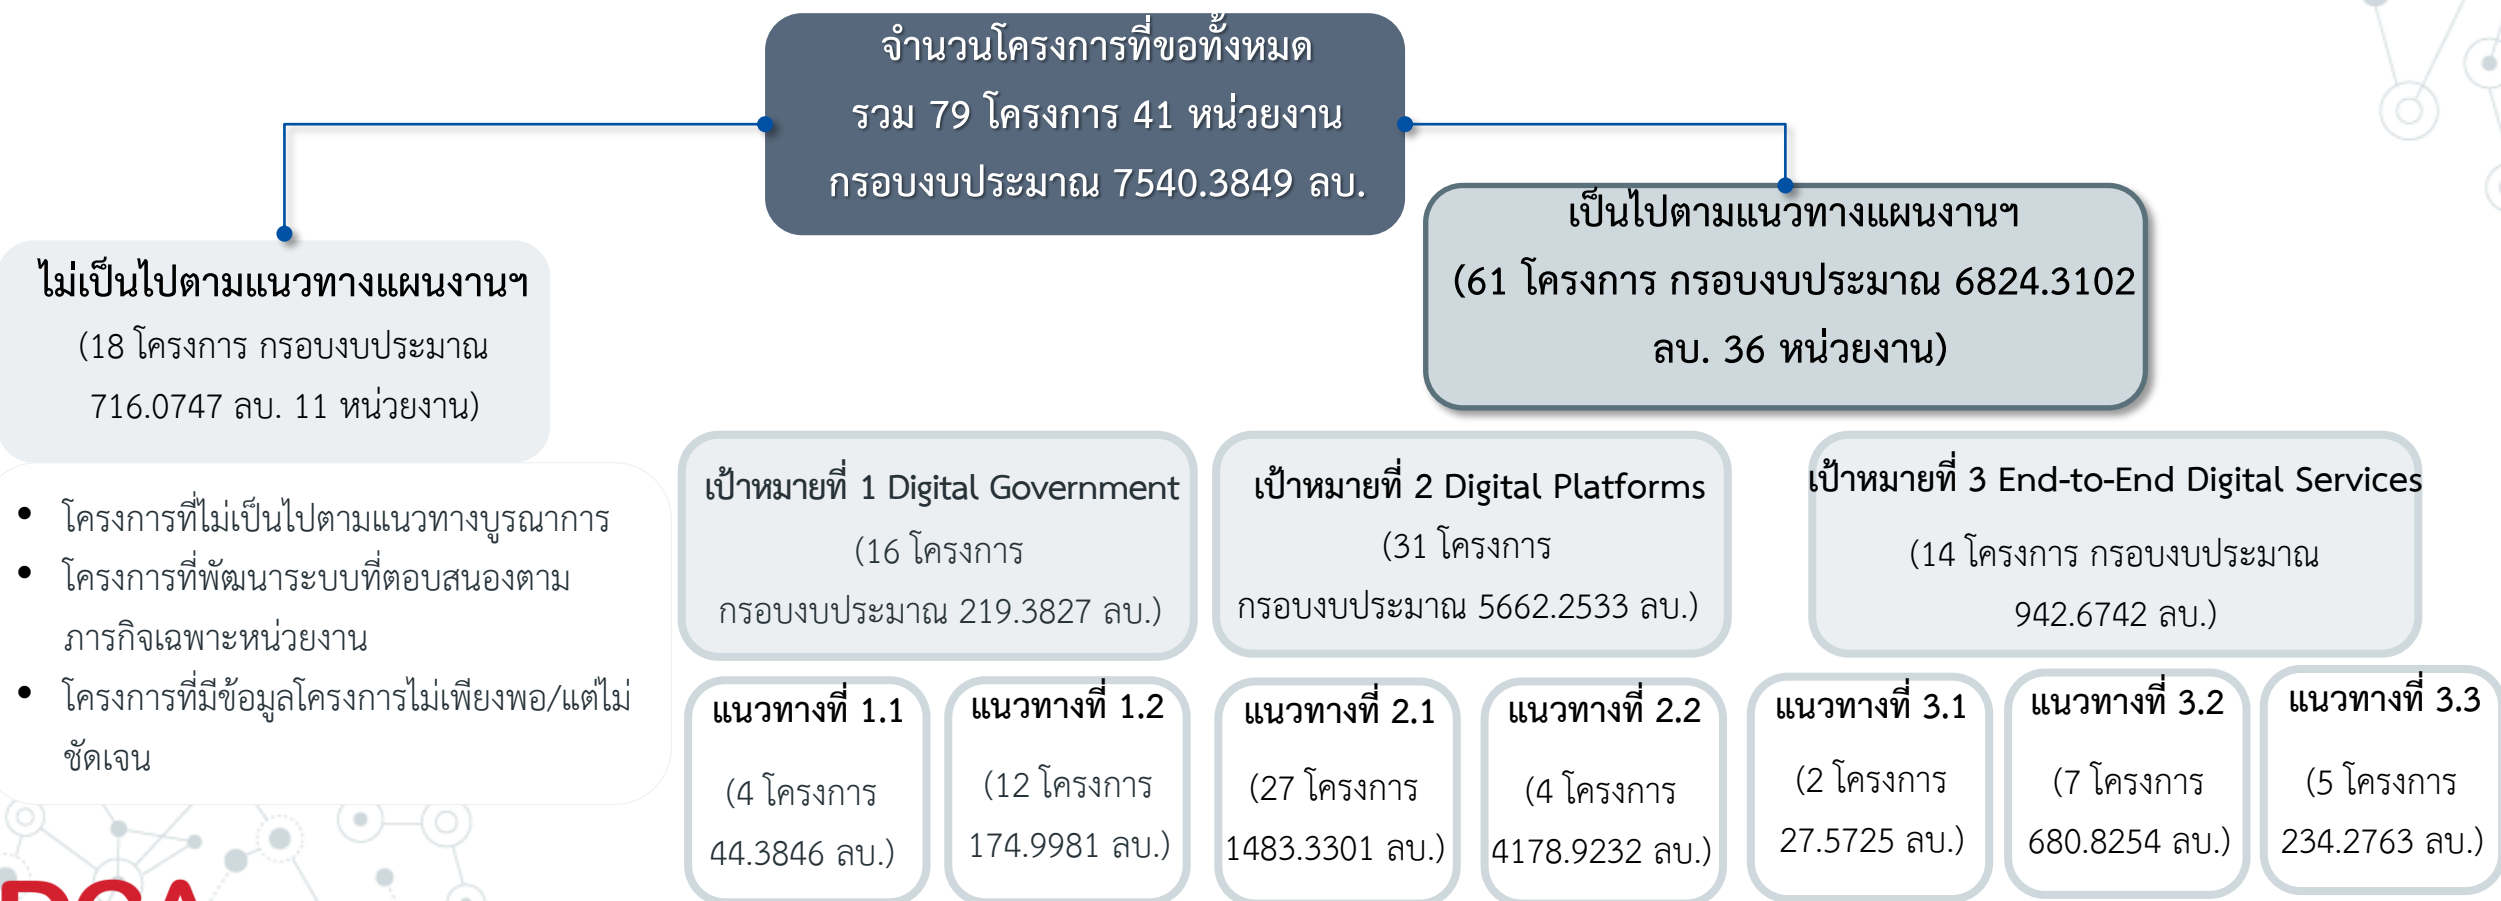 จำนวนโครงการที่ขอทั้งหมด
รวม 79 โครงการ 41 หน่วยงาน
กรอบงบประมาณ 7540.3849 ลบ.
ไม่เป็นไปตามแนวทางแผนงานฯ
(18 โครงการ กรอบงบประมาณ
716.0747 ลบ. 11 หน่วยงาน)
เป็นไปตามแนวทางแผนงานฯ
(61 โครงการ กรอบงบประมาณ 6824.3102
ลบ. 36 หน่วยงาน)
• โครงการที่ไม่เป็นไปตามแนวทางบูรณาการ
• โครงการที่พัฒนาระบบที่ตอบสนองตาม
ภารกิจเฉพาะหน่วยงาน
• โครงการที่มีข้อมูลโครงการไม่เพียงพอ/แต่ไม่
ชัดเจน
เป้าหมายที่ 1 Digital Government
(16 โครงการ
กรอบงบประมาณ 219.3827 ลบ.)
เป้าหมายที่ 2 Digital Platforms
(31 โครงการ
กรอบงบประมาณ 5662.2533 ลบ.)
เป้าหมายที่ 3 End-to-End Digital Services
(14 โครงการ กรอบงบประมาณ
942.6742 ลบ.)
แนวทางที่ 1.1
(4 โครงการ
44.3846 ลบ.)
แนวทางที่ 1.2
(12 โครงการ
174.9981 ลบ.)
แนวทางที่ 2.1
(27 โครงการ
1483.3301 ลบ.)
แนวทางที่ 2.2
(4 โครงการ
4178.9232 ลบ.)
แนวทางที่ 3.1
(2 โครงการ
27.5725 ลบ.)
แนวทางที่ 3.2
(7 โครงการ
680.8254 ลบ.)
แนวทางที่ 3.3
(5 โครงการ
234.2763 ลบ.)